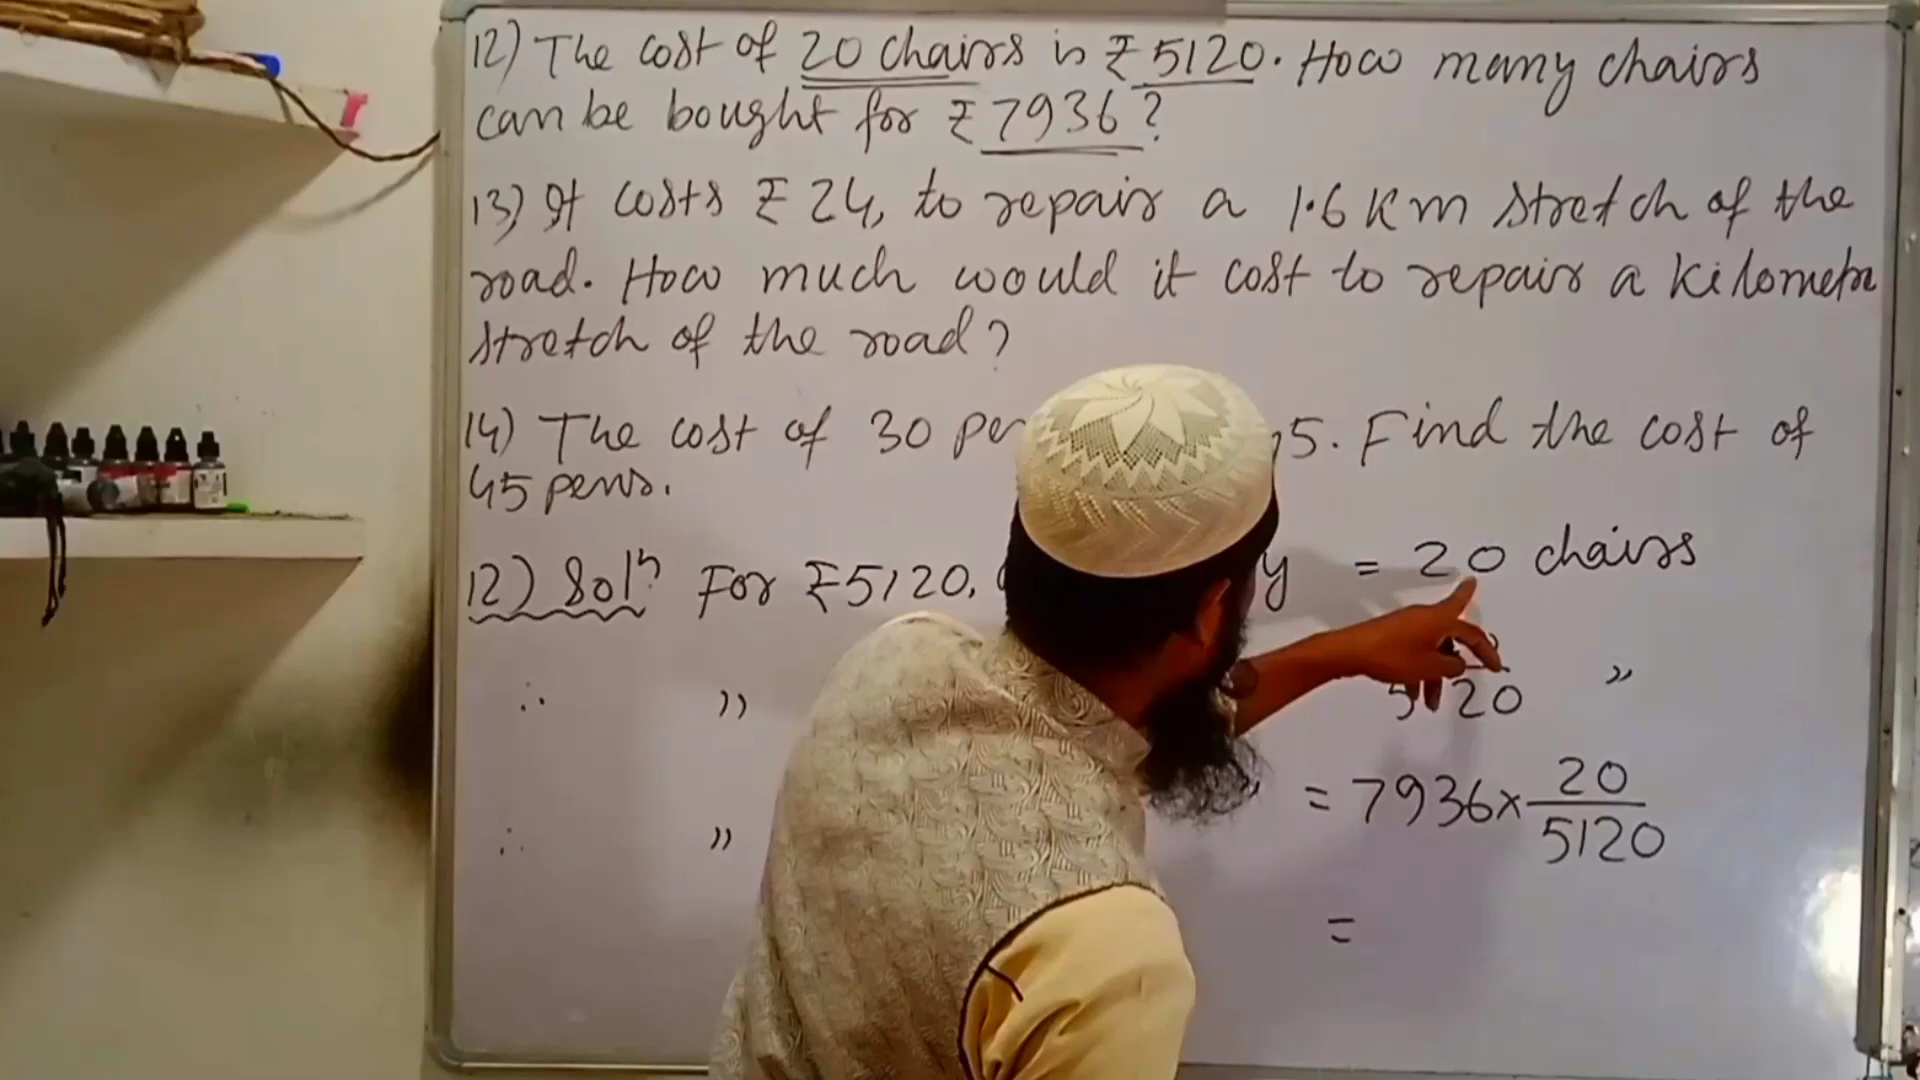 12) The cost of 20 chairs is ₹ 5120. How many chairs
can be bought for ₹ 7936?
13) It costs ₹ 24, to repair a 1.6 Km stretch of the
road. How much would it cost to repair a kilometre
stretch of the road?
14) The cost of 30 5. Find the cost of
45 pens.
12) Solⁿ For ₹5120, = 20 chairs
∴ ,, 5120 ,,
∴ ,, = 7936 × 20/5120
=